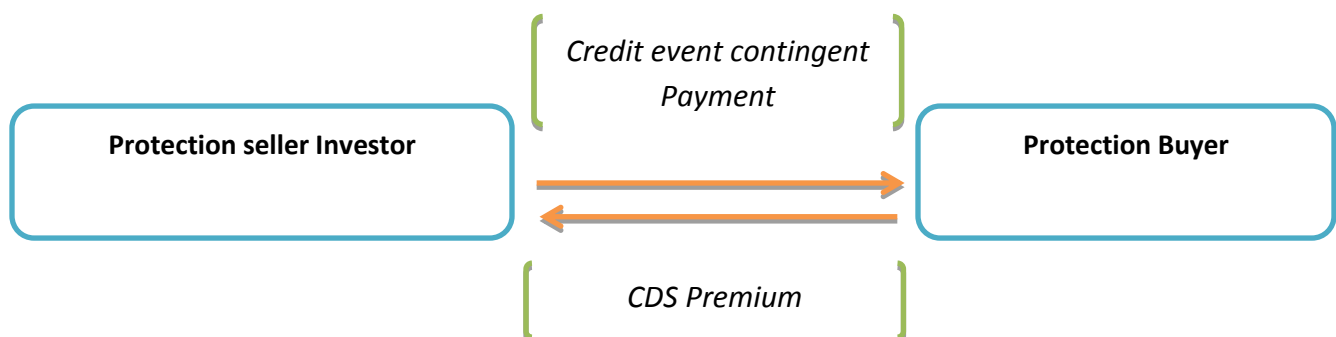 Credit event contingent
Payment
Protection seller Investor
Protection Buyer
CDS Premium